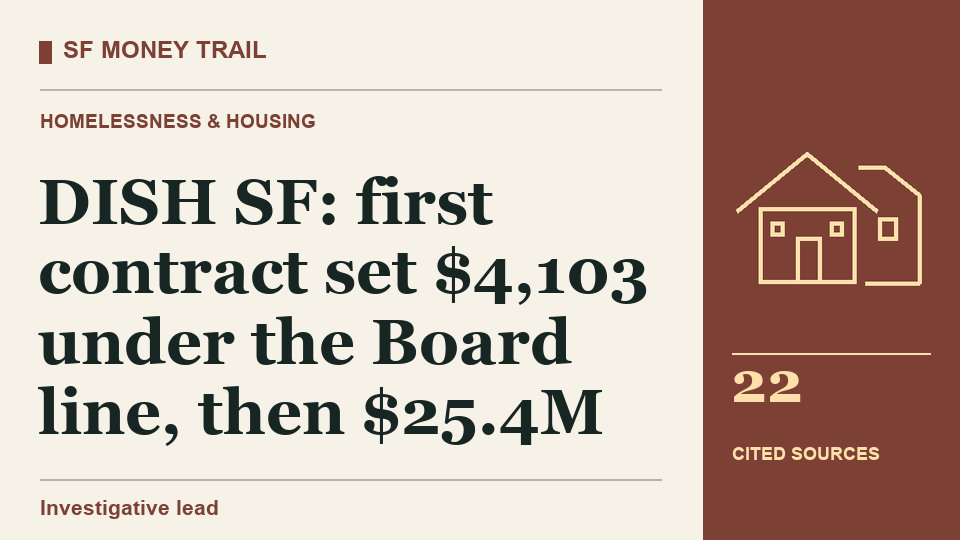 SF MONEY TRAIL
HOMELESSNESS & HOUSING
DISH SF: first
contract set $4,103
under the Board
line, then $25.4M
Investigative lead
22
CITED SOURCES